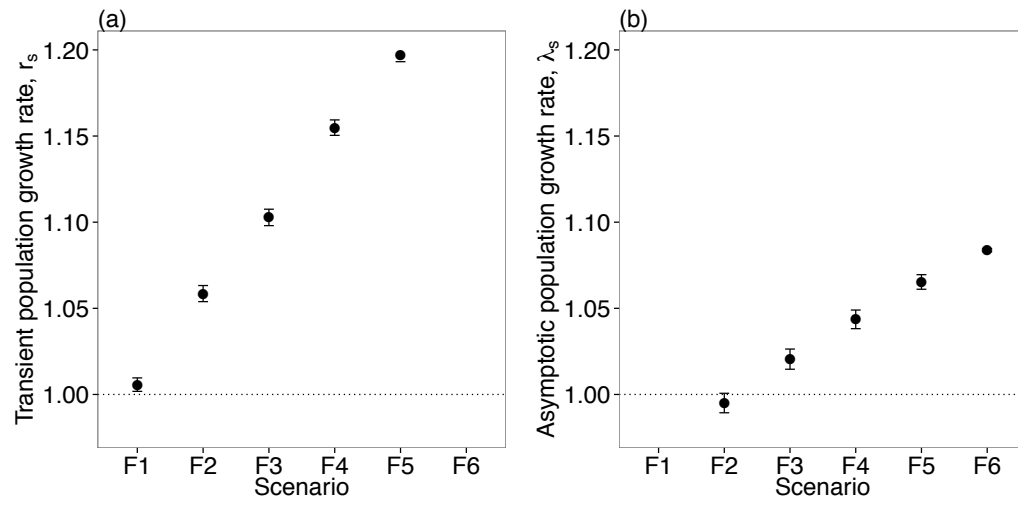 (a)
Transient population growth rate, rs
1.20
1.15
1.10
1.05
1.00
F1 F2 F3 F4 F5 F6
Scenario
(b)
Asymptotic population growth rate, λs
1.20
1.15
1.10
1.05
1.00
F1 F2 F3 F4 F5 F6
Scenario